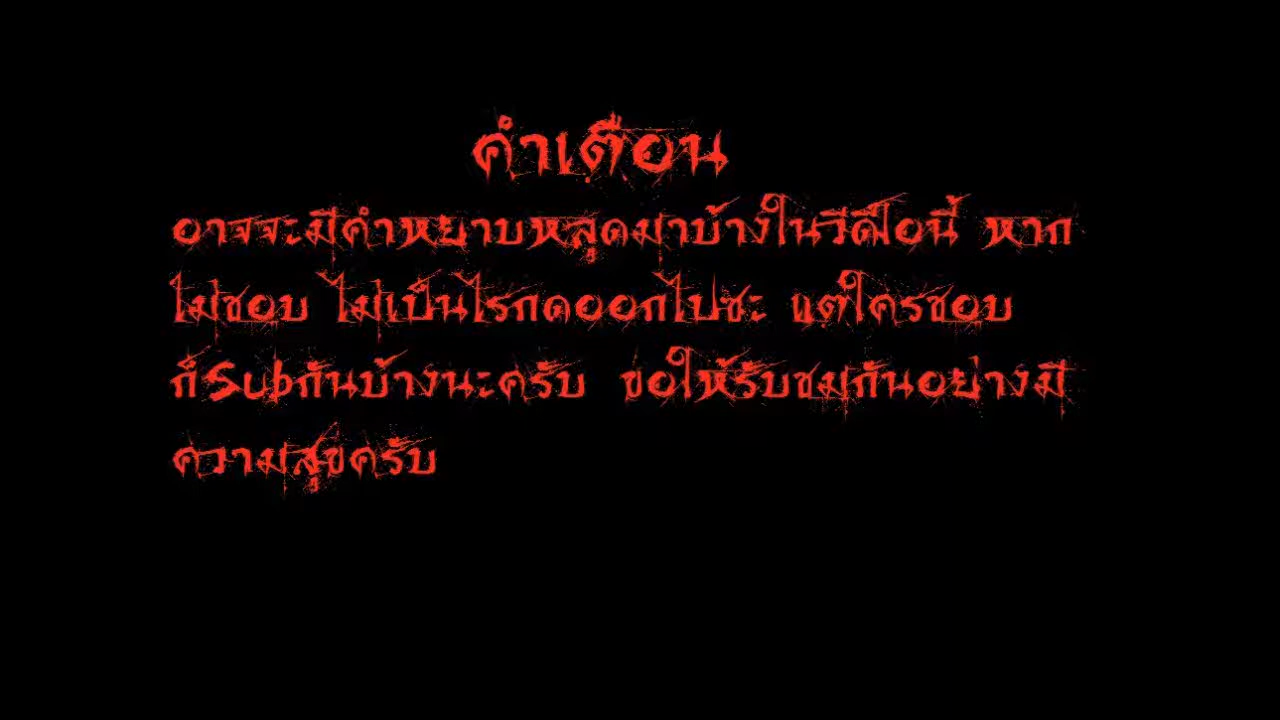 คำเตือน
อาจจะมีคำหยาบหลุดมาบ้างในวีดีโอนี้ หาก
ไม่ชอบ ไม่เป็นไรกดออกไปซะ แต่ใครชอบ
ก็Subกันบ้างนะครับ ขอให้รับชมกันอย่างมี
ความสุขครับ